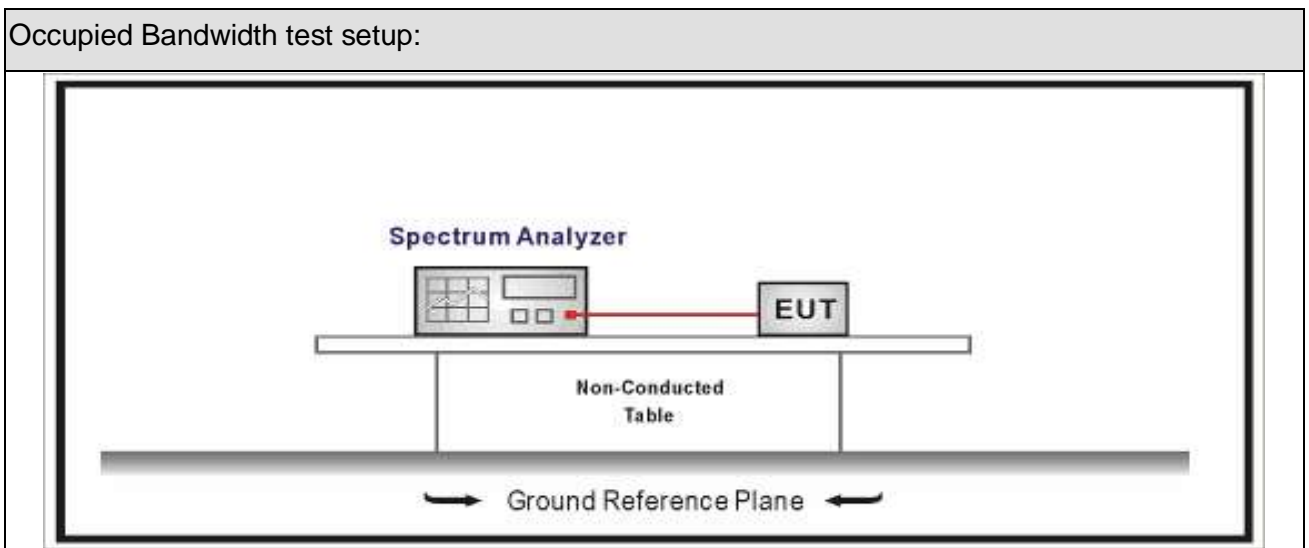 Occupied Bandwidth test setup:
Spectrum Analyzer
EUT
Non-Conducted
Table
Ground Reference Plane